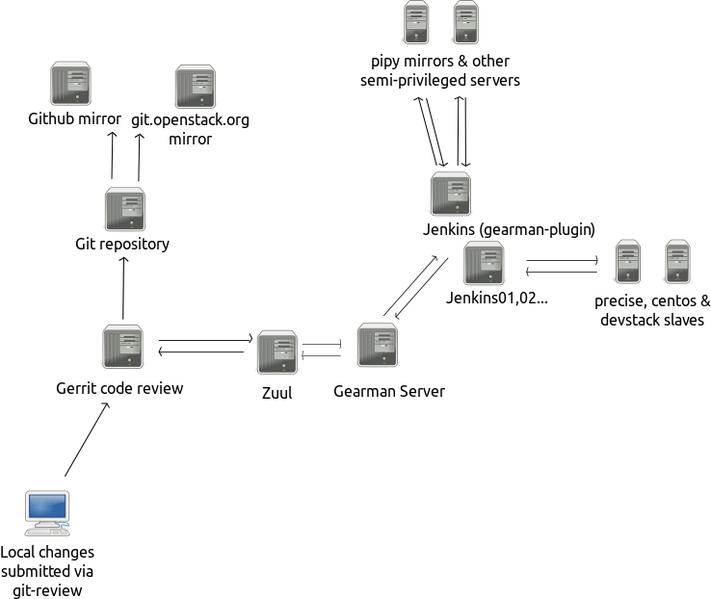 pipy mirrors & other
semi-privileged servers
Github mirror
git.openstack.org
mirror
Jenkins (gearman-plugin)
Git repository
Jenkins01,02...
precise, centos &
devstack slaves
Gerrit code review
Zuul
Gearman Server
Local changes
submitted via
git-review